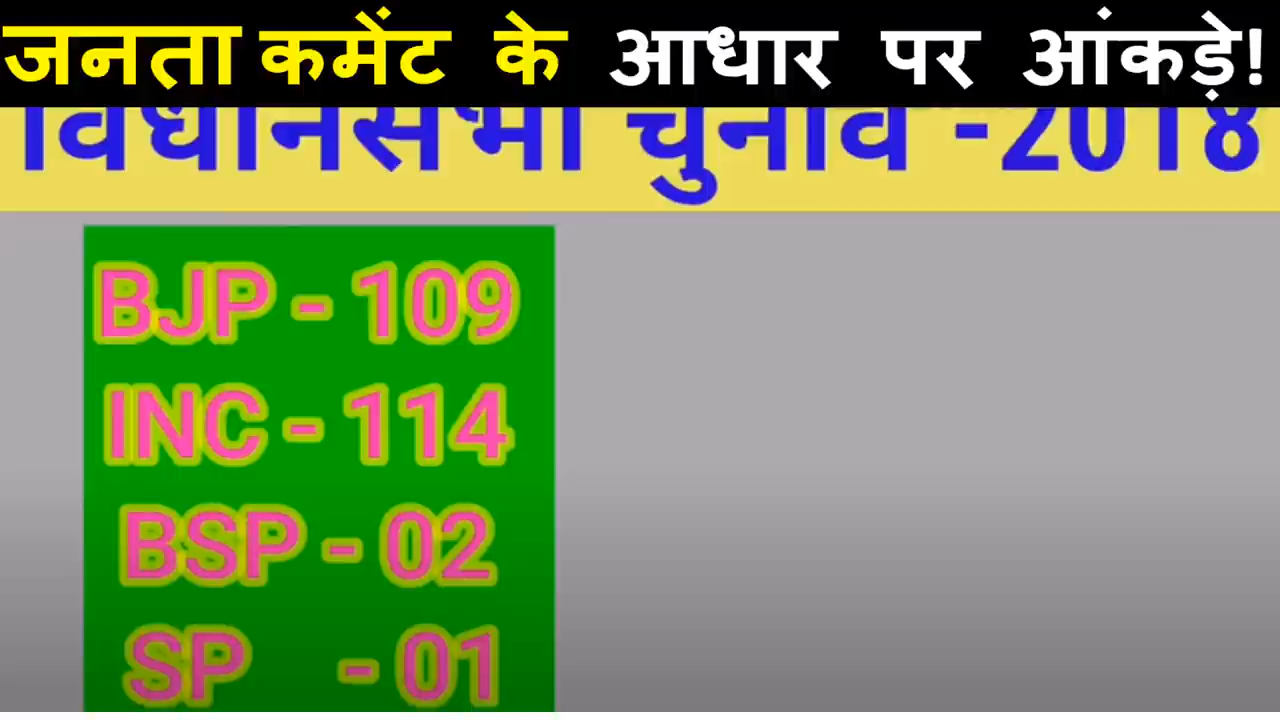 जनता कमेंट के आधार पर आंकड़े!
विधानसभा चुनाव -2018
BJP - 109
INC - 114
BSP - 02
SP - 01